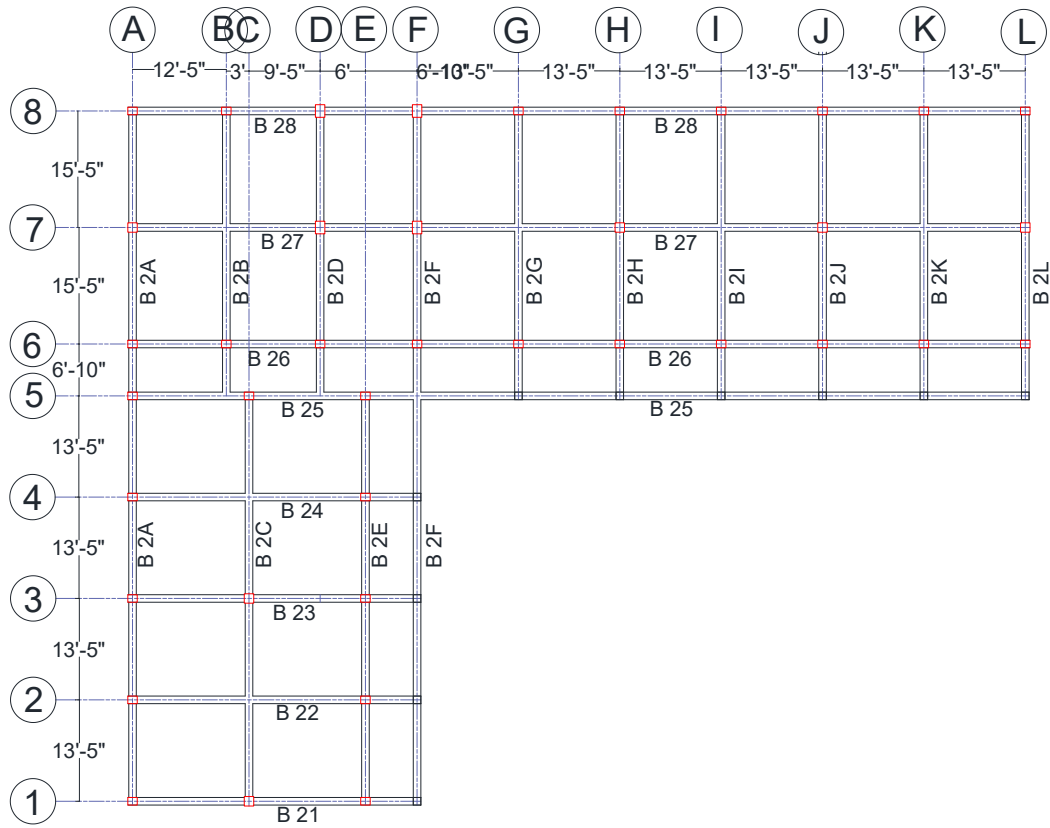 A B C D E F G H I J K L
12'-5" 3' 9'-5" 6' 6'-10" 13'-5" 13'-5" 13'-5" 13'-5" 13'-5" 13'-5"
8
B 28 B 28
15'-5"
7
B 27 B 27
15'-5"
B 2A B 2B B 2D B 2F B 2G B 2H B 2I B 2J B 2K B 2L
6
B 26 B 26
6'-10"
5
B 25 B 25
13'-5"
4
B 24
13'-5"
B 2A B 2C B 2E B 2F
3
B 23
13'-5"
2
B 22
13'-5"
1
B 21